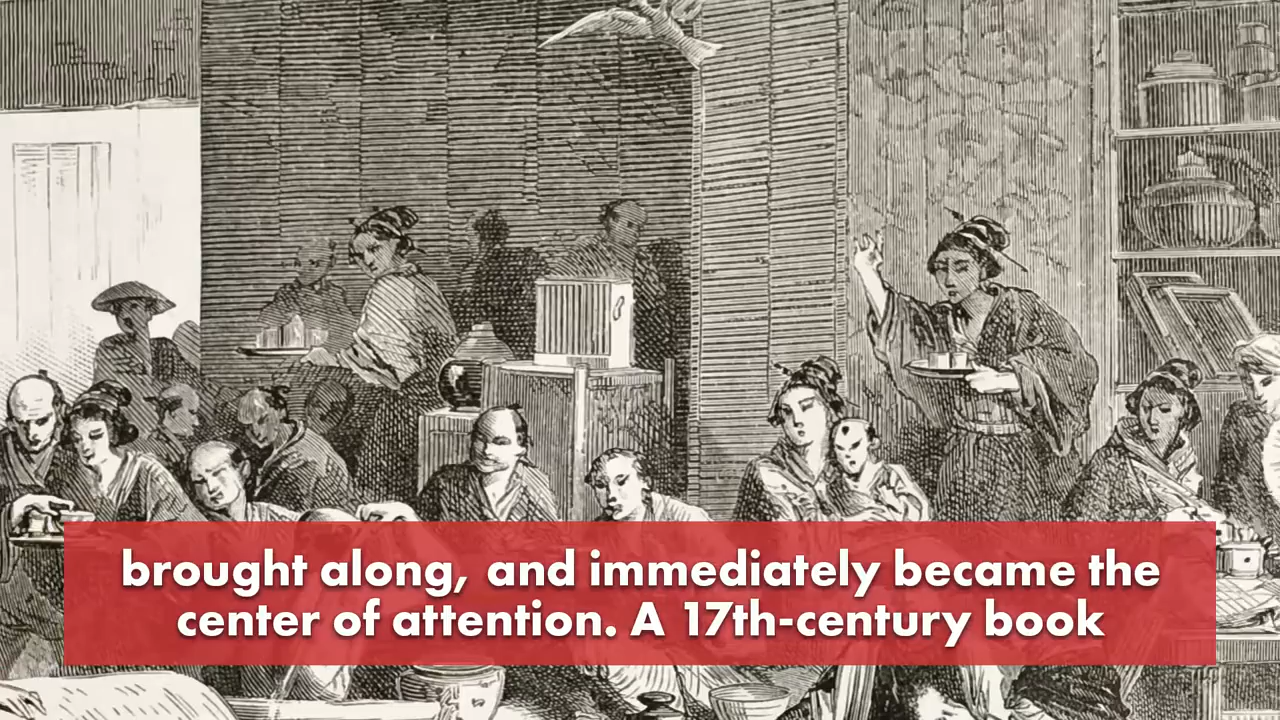 brought along, and immediately became the
center of attention. A 17th-century book